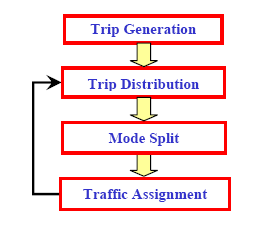 Trip Generation
Trip Distribution
Mode Split
Traffic Assignment